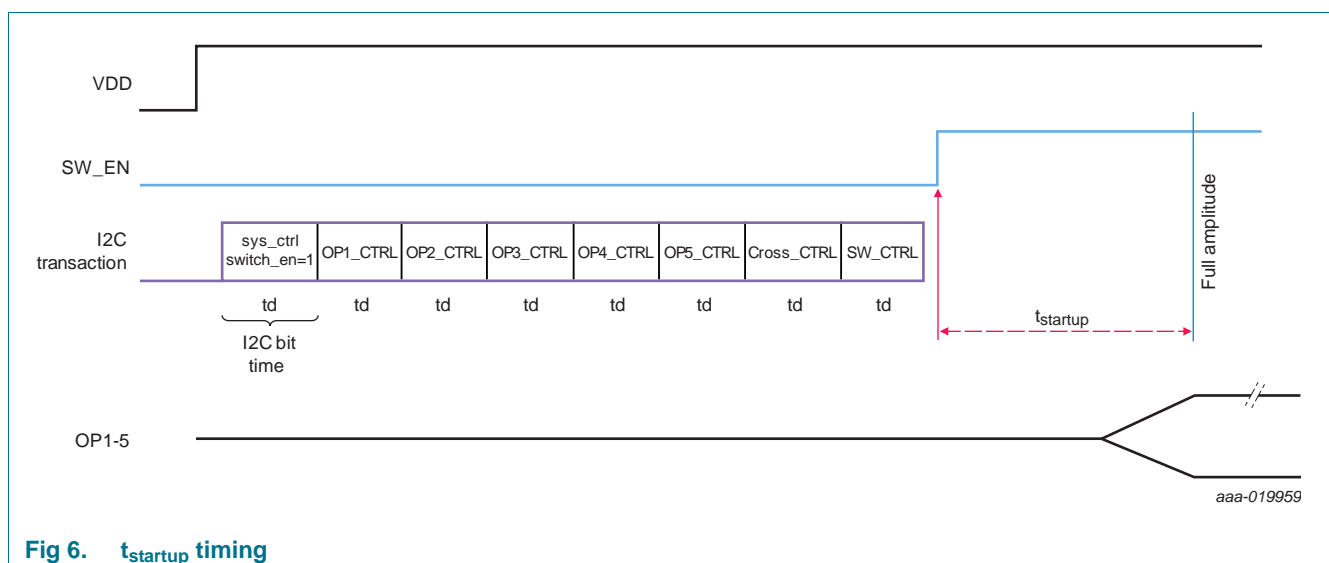 VDD
SW_EN
I2C
transaction
sys_ctrl
switch_en=1
OP1_CTRL
OP2_CTRL
OP3_CTRL
OP4_CTRL
OP5_CTRL
Cross_CTRL
SW_CTRL
td
td
td
td
td
td
td
td
I2C bit
time
tstartup
Full amplitude
OP1-5
aaa-019959
Fig 6. tstartup timing